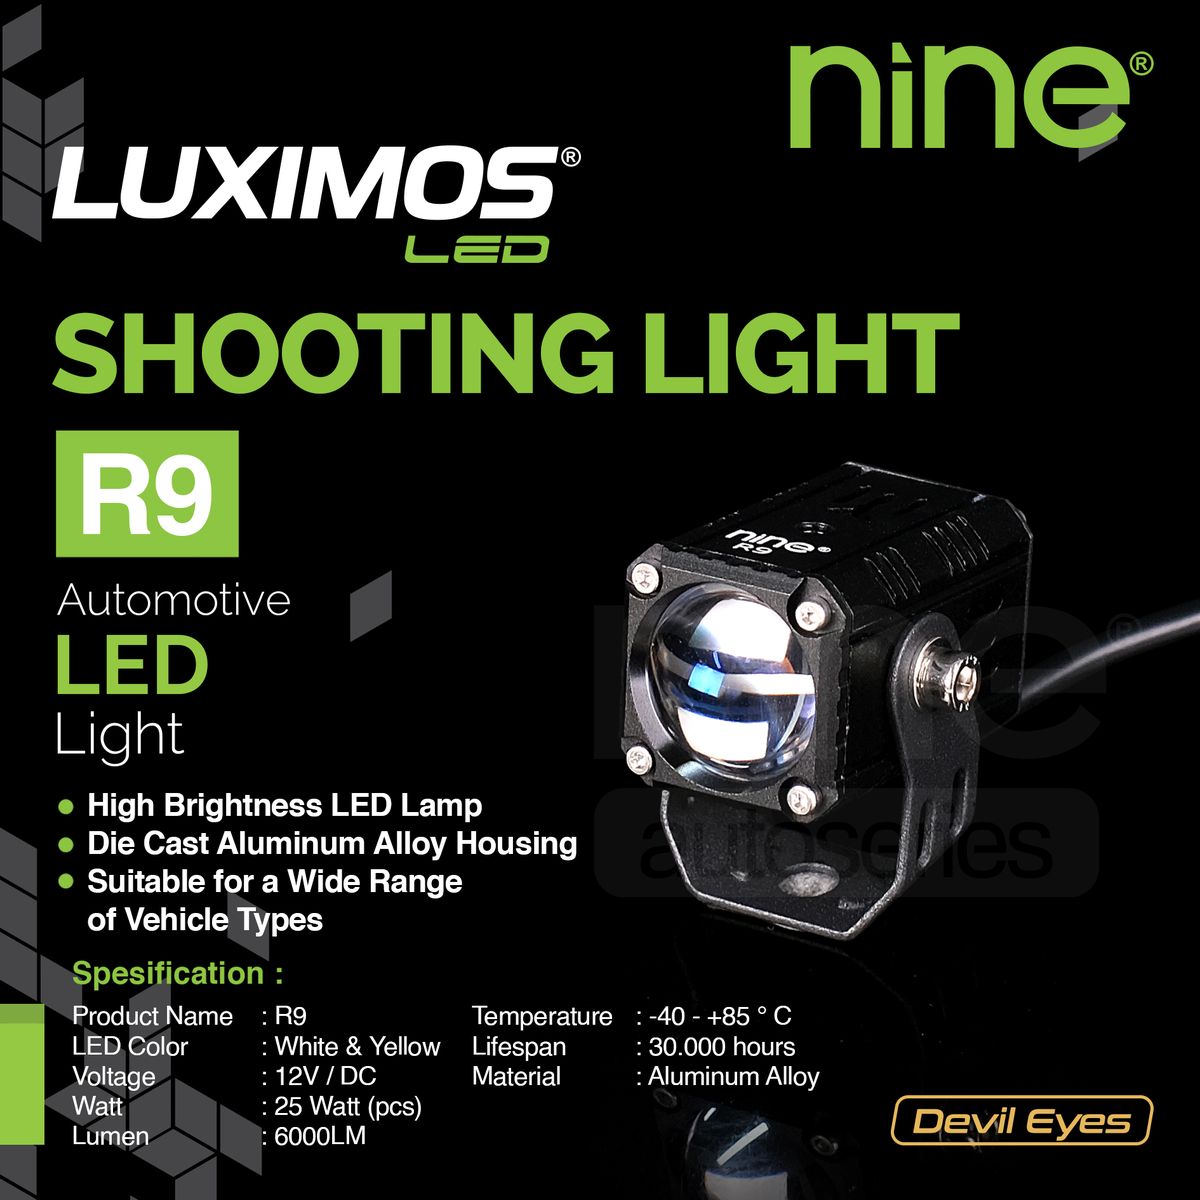 nine®
LUXIMOS®
LED
SHOOTING LIGHT
R9
Automotive
LED
Light
nine®
R9
nine®
autoseries
High Brightness LED Lamp
Die Cast Aluminum Alloy Housing
Suitable for a Wide Range
of Vehicle Types
Spesification :
Product Name : R9
LED Color : White & Yellow
Voltage : 12V / DC
Watt : 25 Watt (pcs)
Lumen : 6000LM
Temperature : -40 - +85 ° C
Lifespan : 30.000 hours
Material : Aluminum Alloy
Devil Eyes